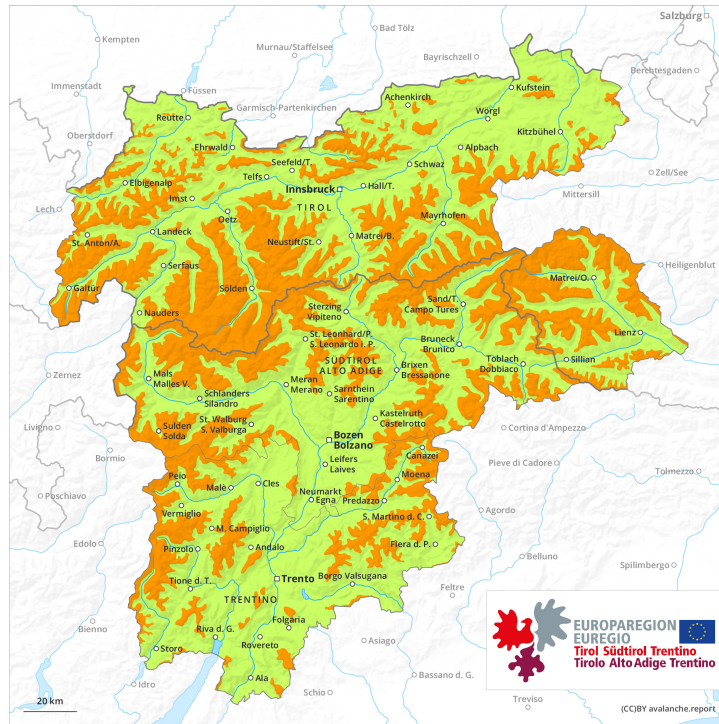 Salzburg
Kempten
Bad Tölz
Murnau/Staffelsee
Bayrischzell
Berchtesgaden
Immenstadt
Füssen
Garmisch-Partenkirchen
Achenkirch
Kufstein
Reutte
Wörgl
Oberstdorf
Ehrwald
Kitzbühel
Alpbach
Seefeld/T.
Schwaz
Zell/See
Telfs
Elbigenalp
Innsbruck
Hall/T.
Mittersill
Imst
Lech
TIROL
Oetz
Mayrhofen
Landeck
St. Anton/A.
Neustift/St.
Matrei/B.
Serfaus
Heiligenblut
Matrei/O.
Galtür
Sölden
Sand/T.
Campo Tures
Nauders
Sterzing
Vipiteno
Lienz
St. Leonhard/P.
S. Leonardo i. P.
Bruneck
Brunico
Toblach
Dobbiaco
Sillian
SÜDTIROL
ALTO ADIGE
Brixen
Bressanone
Zernez
Mals
Malles V.
Meran
Merano
Sarnthein
Sarentino
Schlanders
Silandro
Kastelruth
Castelrotto
St. Walburg
S. Valburga
Livigno
Sulden
Solda
Bozen
Bolzano
Cortina d'Ampezzo
Bormio
Canazei
Leifers
Laives
Pieve di Cadore
Tolmezzo
Peio
Moena
Malè
Cles
Poschiavo
Neumarkt
Egna
Predazzo
Vermiglio
Agordo
S. Martino d. C.
M. Campiglio
Edolo
Fiera d. P.
Pinzolo
Andalo
Belluno
Spilimbergo
Trento
Borgo Valsugana
Tione d. T.
Feltre
TRENTINO
Folgaria
Bienno
Riva d. G.
Rovereto
Asiago
Storo
Bassano d. G.
Ala
Idro
Schio
Treviso
EUROPAREGION
EUREGIO
Tirol Südtirol Trentino
Tirolo Alto Adige Trentino
20 km
(CC)BY avalanche.report